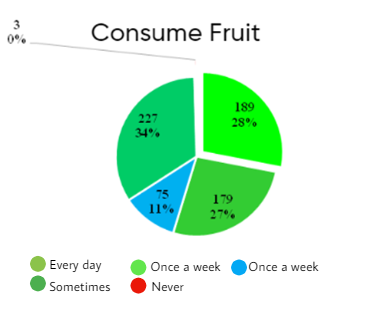 3
0%
Consume Fruit
189
28%
227
34%
75
11%
179
27%
Every day
Once a week
Once a week
Sometimes
Never